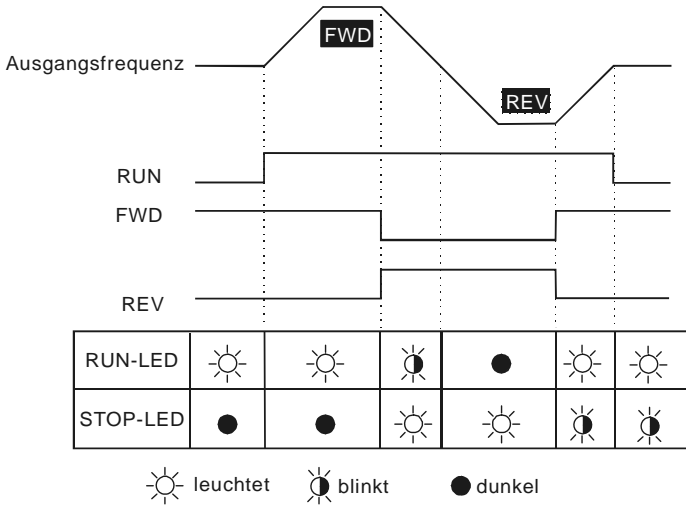 FWD
Ausgangsfrequenz
REV
RUN
FWD
REV
RUN-LED
STOP-LED
leuchtet blinkt dunkel